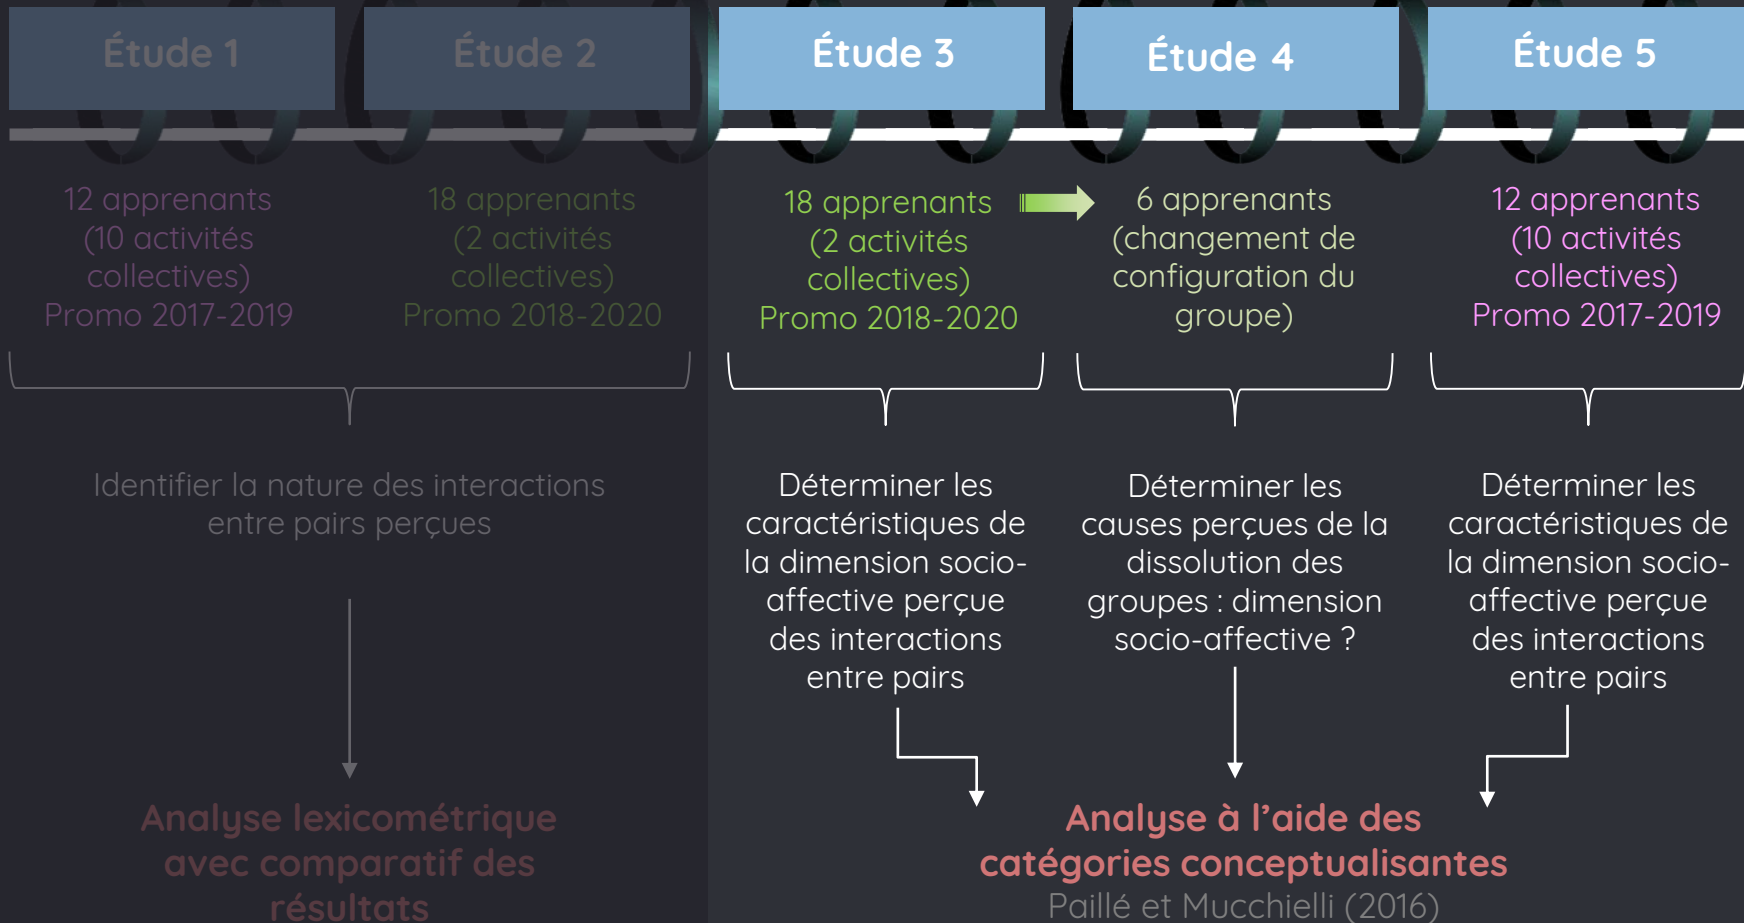 Étude 1
Étude 2
Étude 3
Étude 4
Étude 5
12 apprenants
(10 activités
collectives)
Promo 2017-2019
18 apprenants
(2 activités
collectives)
Promo 2018-2020
18 apprenants
(2 activités
collectives)
Promo 2018-2020
6 apprenants
(changement de
configuration du
groupe)
12 apprenants
(10 activités
collectives)
Promo 2017-2019
Identifier la nature des interactions
entre pairs perçues
Déterminer les
caractéristiques de
la dimension socio-
affective perçue
des interactions
entre pairs
Déterminer les
causes perçues de la
dissolution des
groupes : dimension
socio-affective ?
Déterminer les
caractéristiques de
la dimension socio-
affective perçue
des interactions
entre pairs
Analyse lexicométrique
avec comparatif des
résultats
Analyse à l’aide des
catégories conceptualisantes
Paillé et Mucchielli (2016)